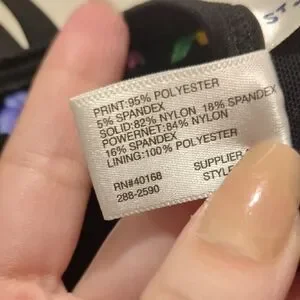 PRINT:95% POLYESTER
5% SPANDEX
SOLID:82% NYLON 18% SPANDEX
POWERNET:84% NYLON
16% SPANDEX
LINING:100% POLYESTER
RN#40168
288-2590
SUPPLIER
STYLE
ST